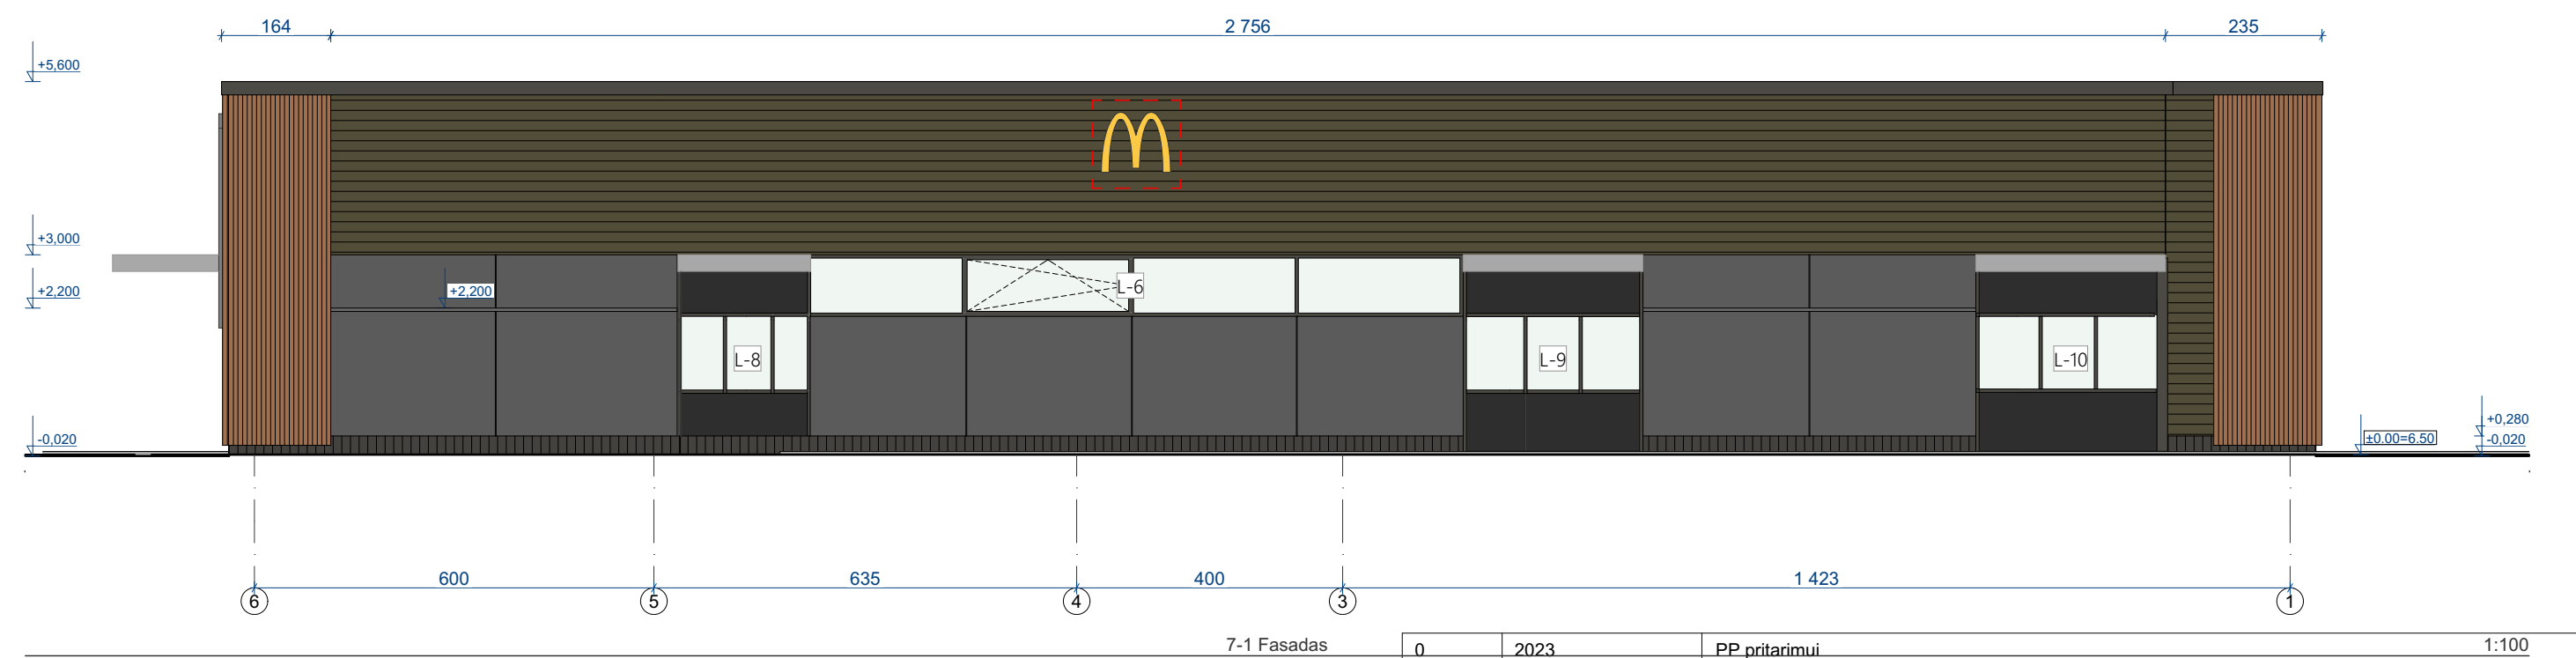 164 2 756 235
+5,600
+3,000
+2,200 +2,200
L-6
L-8 L-9 L-10
-0,020 ±0.00=6.50 +0,280
-0,020
600 635 400 1 423
6 5 4 3 1
7-1 Fasadas 0 2023 PP pritarimui 1:100